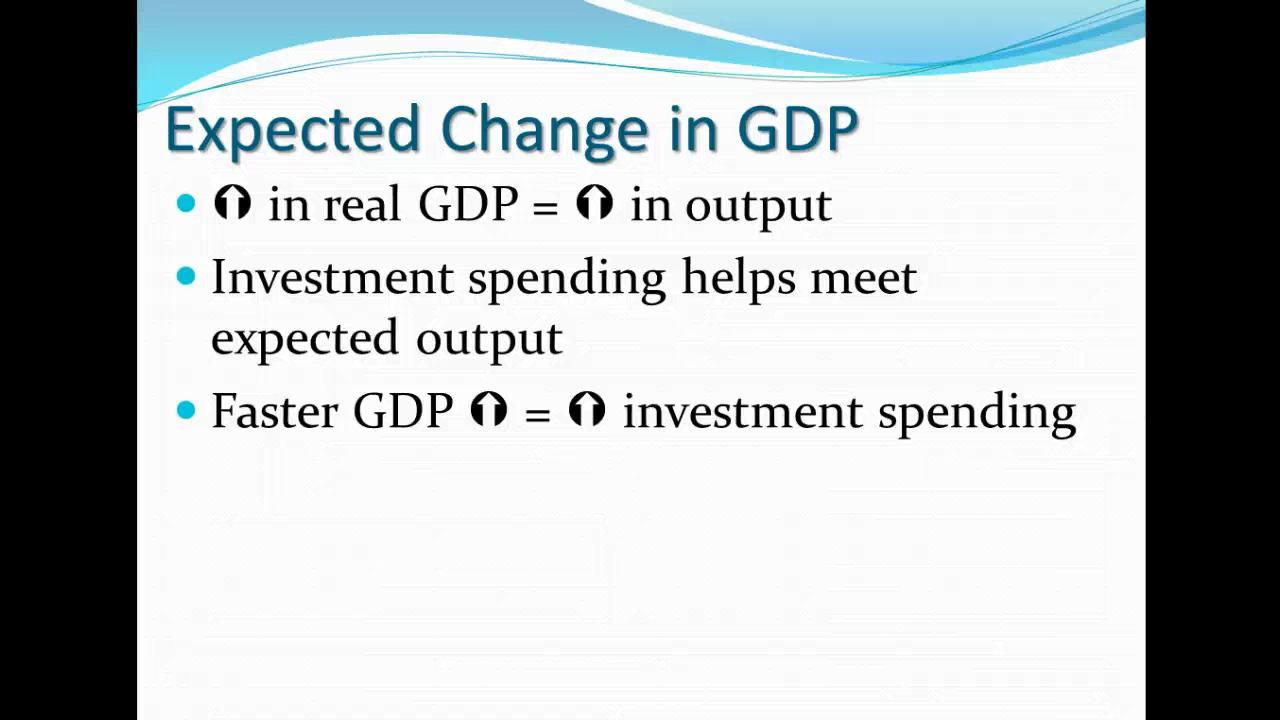 Expected Change in GDP
• ⬆ in real GDP = ⬆ in output
• Investment spending helps meet
expected output
• Faster GDP ⬆ = ⬆ investment spending